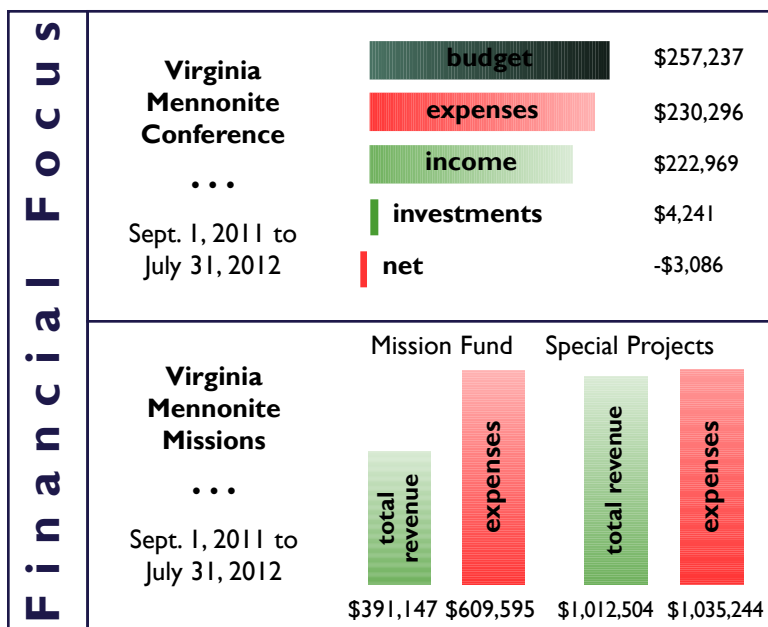 Financial Focus
Virginia
Mennonite
Conference
...
Sept. 1, 2011 to
July 31, 2012
budget $257,237
expenses $230,296
income $222,969
investments $4,241
net -$3,086
Virginia
Mennonite
Missions
...
Sept. 1, 2011 to
July 31, 2012
Mission Fund Special Projects
total
revenue
expenses
total revenue
expenses
$391,147 $609,595 $1,012,504 $1,035,244